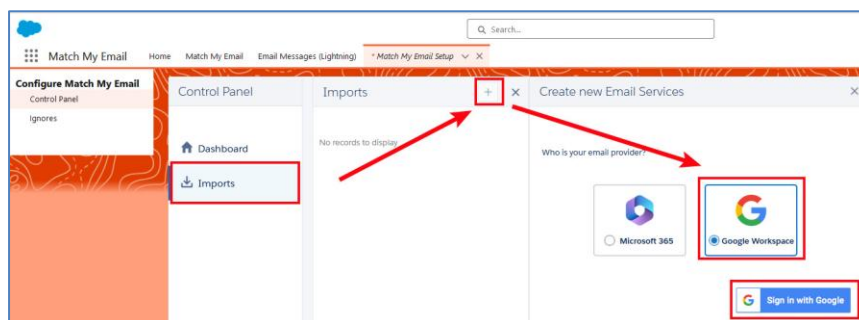 Search...
Match My Email
Home
Match My Email
Email Messages (Lightning)
* Match My Email Setup
Configure Match My Email
Control Panel
Ignores
Control Panel
Dashboard
Imports
Imports
+
No records to display
Create new Email Services
Who is your email provider?
Microsoft 365
Google Workspace
Sign in with Google